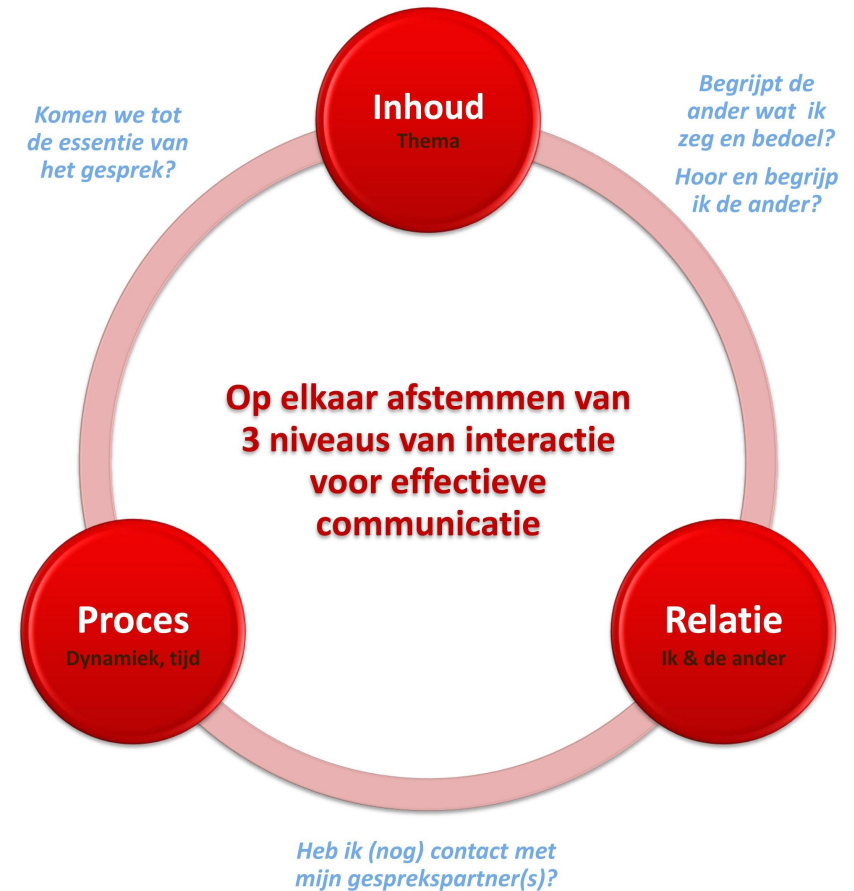 Inhoud
Thema
Komen we tot
de essentie van
het gesprek?
Begrijpt de
ander wat ik
zeg en bedoel?
Hoor en begrijp
ik de ander?
Op elkaar afstemmen van
3 niveaus van interactie
voor effectieve
communicatie
Proces
Dynamiek, tijd
Relatie
Ik & de ander
Heb ik (nog) contact met
mijn gesprekspartner(s)?